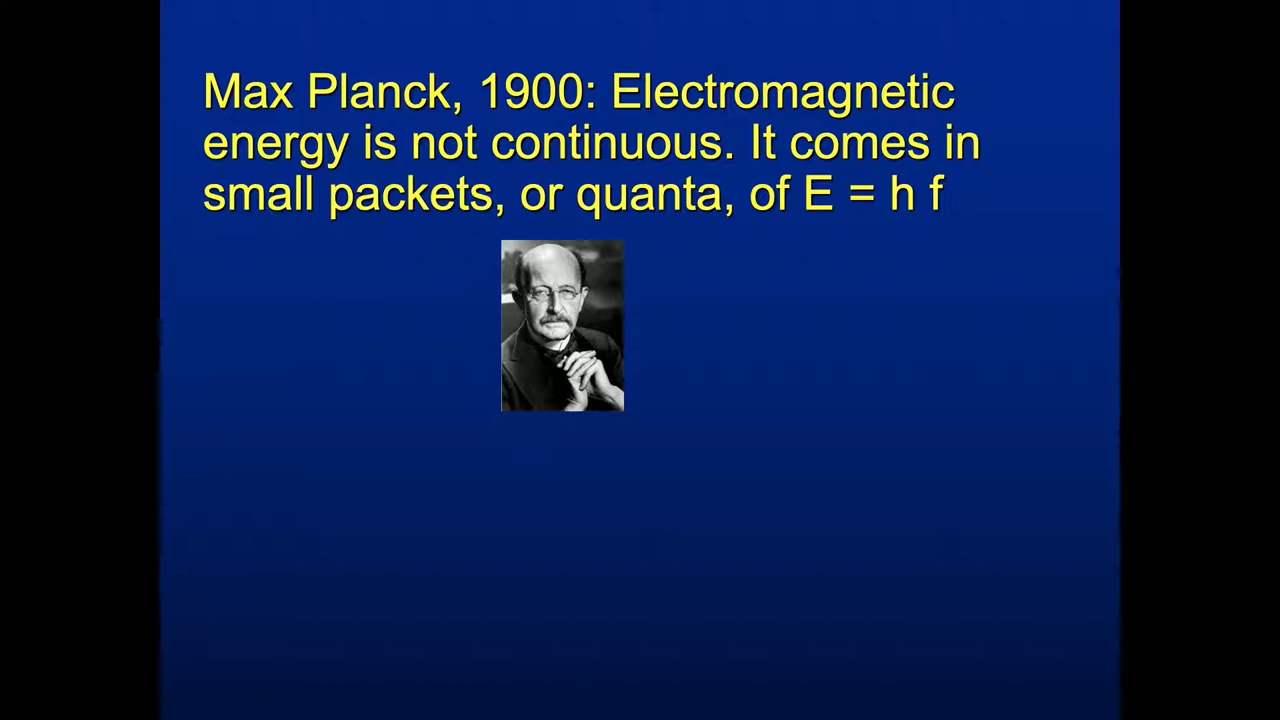 Max Planck, 1900: Electromagnetic
energy is not continuous. It comes in
small packets, or quanta, of E = h f